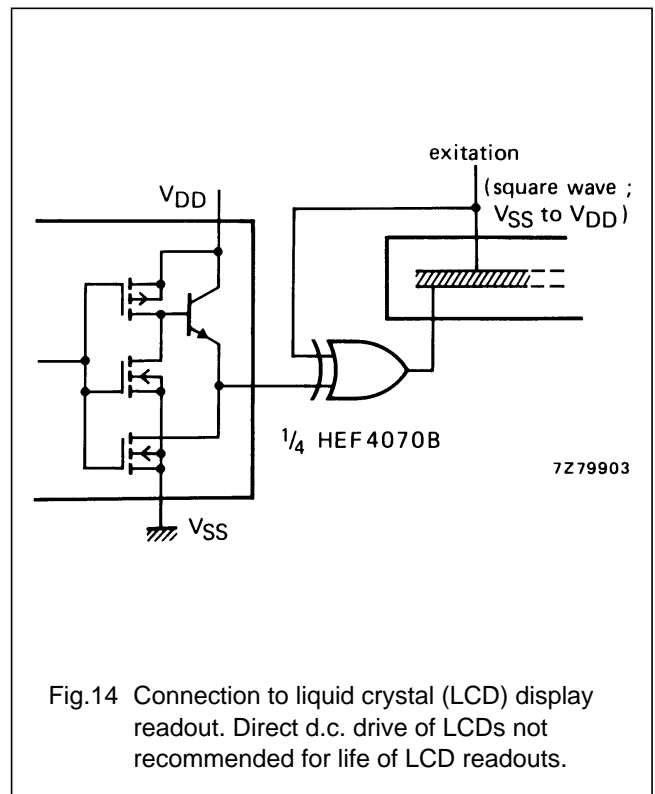 exitation
(square wave ;
VSS to VDD)
VDD
1/4 HEF4070B
7Z79903
VSS
Fig.14 Connection to liquid crystal (LCD) display
readout. Direct d.c. drive of LCDs not
recommended for life of LCD readouts.